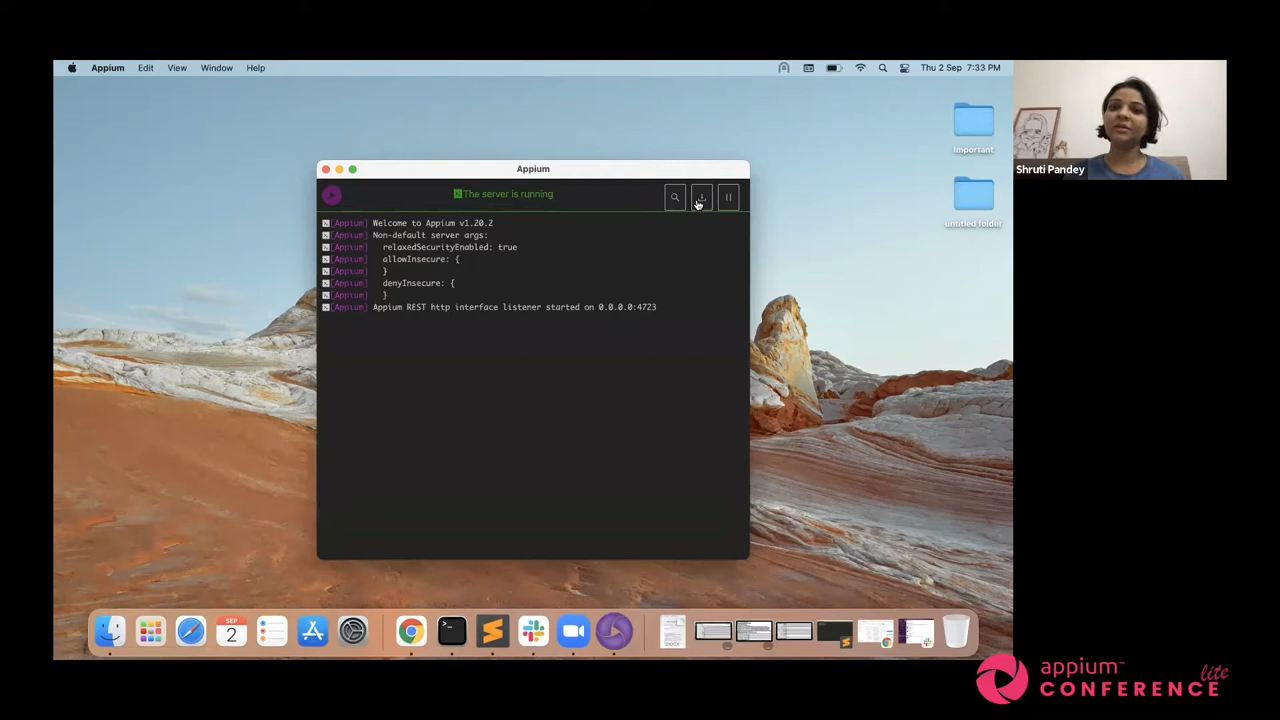 Appium Edit View Window Help
Thu 2 Sep 7:33 PM
Important
untitled folder
Shruti Pandey
Appium
The server is running
[Appium] Welcome to Appium v1.20.2
[Appium] Non-default server args:
[Appium] relaxedSecurityEnabled: true
[Appium] allowInsecure: {
[Appium] }
[Appium] denyInsecure: {
[Appium] }
[Appium] Appium REST http interface listener started on 0.0.0.0:4723
SEP
2
appium™
CONFERENCE lite